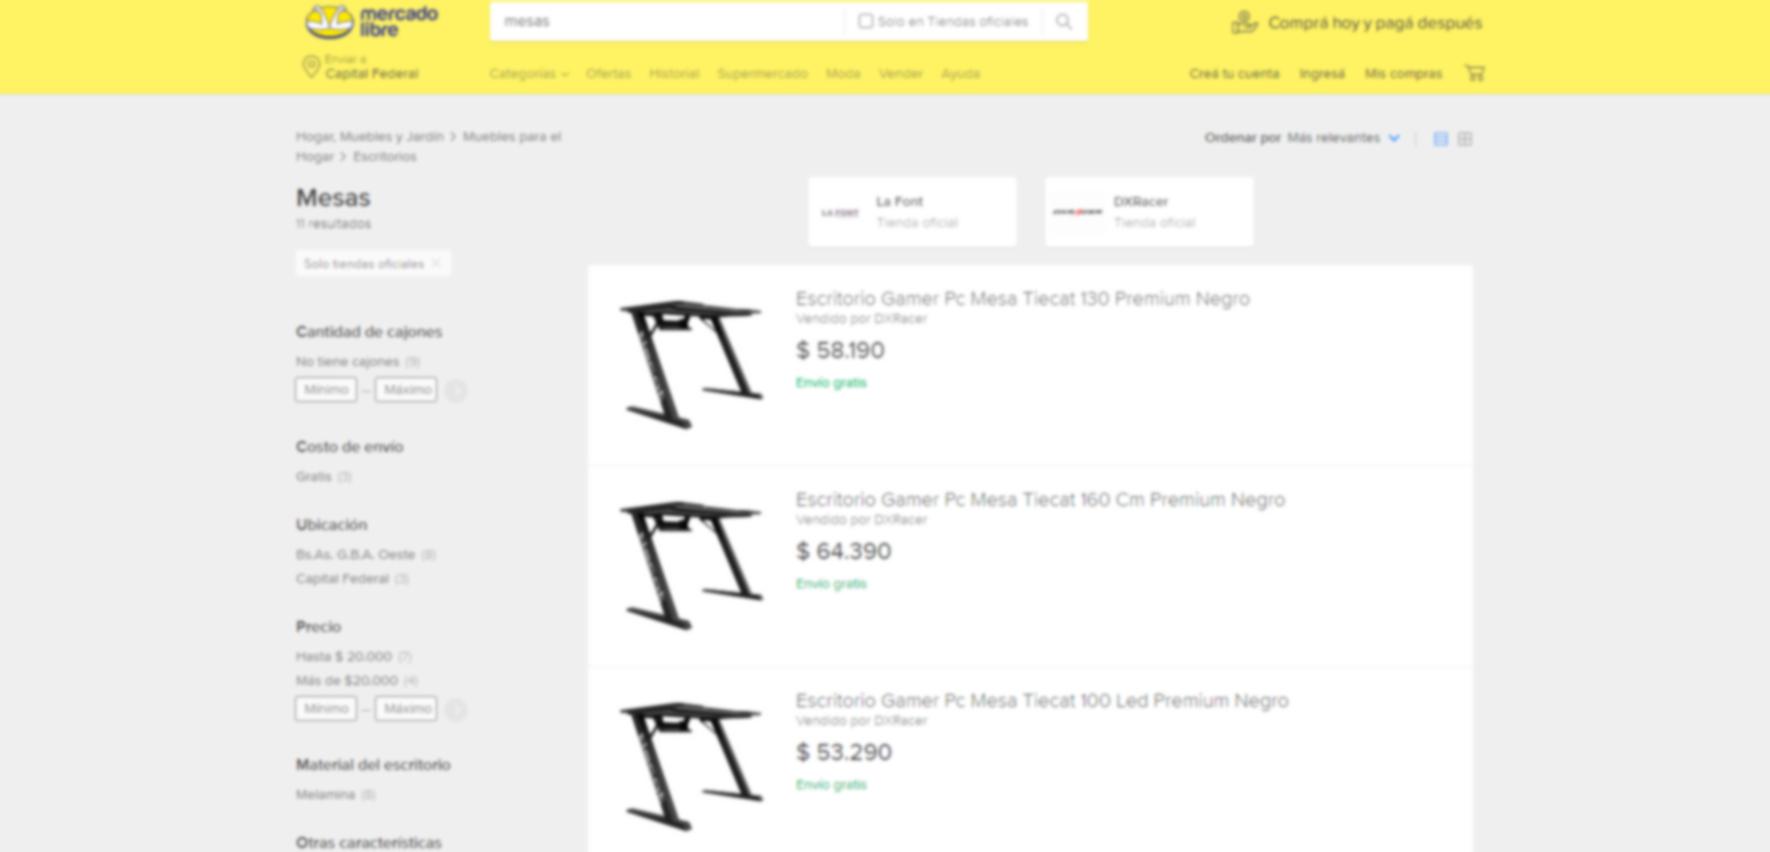 mercado
libre
mesas
Solo en Tiendas oficiales
Comprá hoy y pagá después
Enviar a
Capital Federal
Categorías
Ofertas
Historial
Supermercado
Moda
Vender
Ayuda
Creá tu cuenta
Ingresá
Mis compras
Hogar, Muebles y Jardín > Muebles para el
Hogar > Escritorios
Ordenar por Más relevantes
Mesas
11 resultados
Solo tiendas oficiales ×
LA FONT
La Font
Tienda oficial
DXRacer
Tienda oficial
Cantidad de cajones
No tiene cajones (9)
Mínimo – Máximo
Costo de envío
Gratis (3)
Ubicación
Bs.As. G.B.A. Oeste (8)
Capital Federal (3)
Precio
Hasta $ 20.000 (7)
Más de $20.000 (4)
Mínimo – Máximo
Material del escritorio
Melamina (8)
Otras características
Escritorio Gamer Pc Mesa Tiecat 130 Premium Negro
Vendido por DXRacer
$ 58.190
Envío gratis
Escritorio Gamer Pc Mesa Tiecat 160 Cm Premium Negro
Vendido por DXRacer
$ 64.390
Envío gratis
Escritorio Gamer Pc Mesa Tiecat 100 Led Premium Negro
Vendido por DXRacer
$ 53.290
Envío gratis